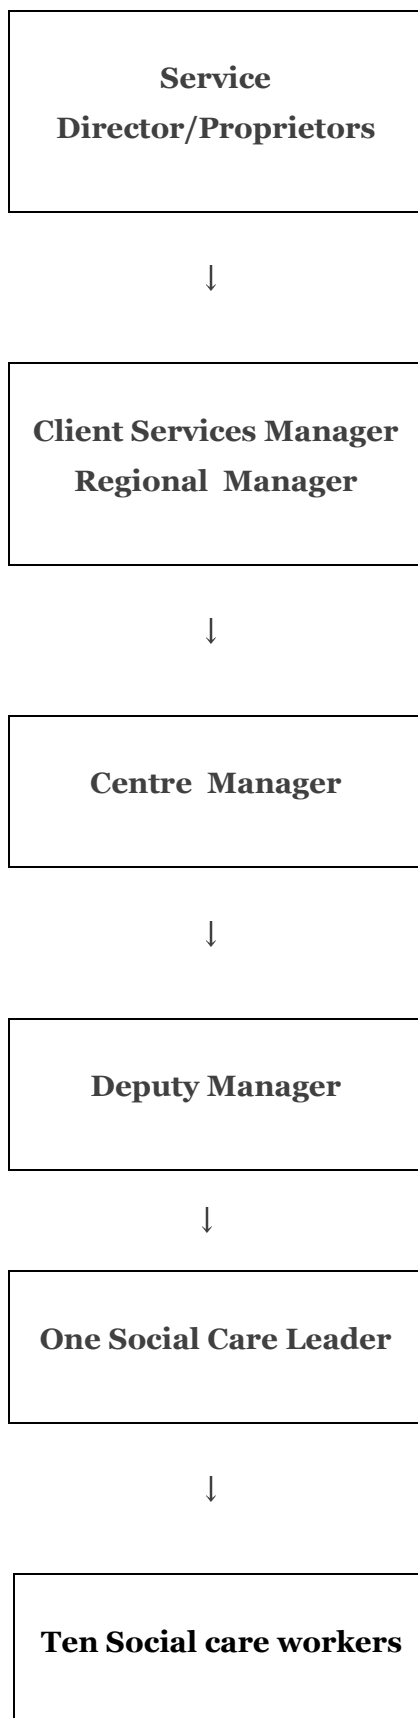 Service
Director/Proprietors
↓
Client Services Manager
Regional Manager
↓
Centre Manager
↓
Deputy Manager
↓
One Social Care Leader
↓
Ten Social care workers